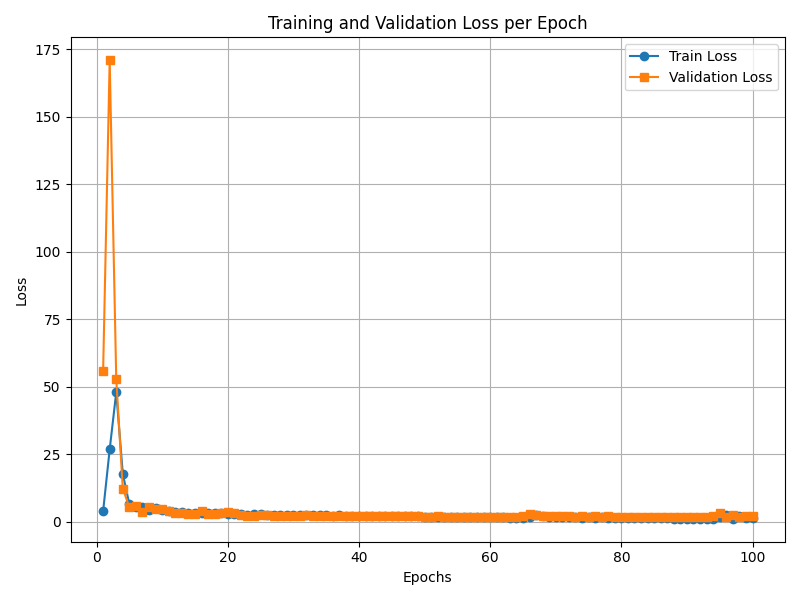 Training and Validation Loss per Epoch
Train Loss
Validation Loss
175
150
125
100
75
50
25
0
Loss
0 20 40 60 80 100
Epochs